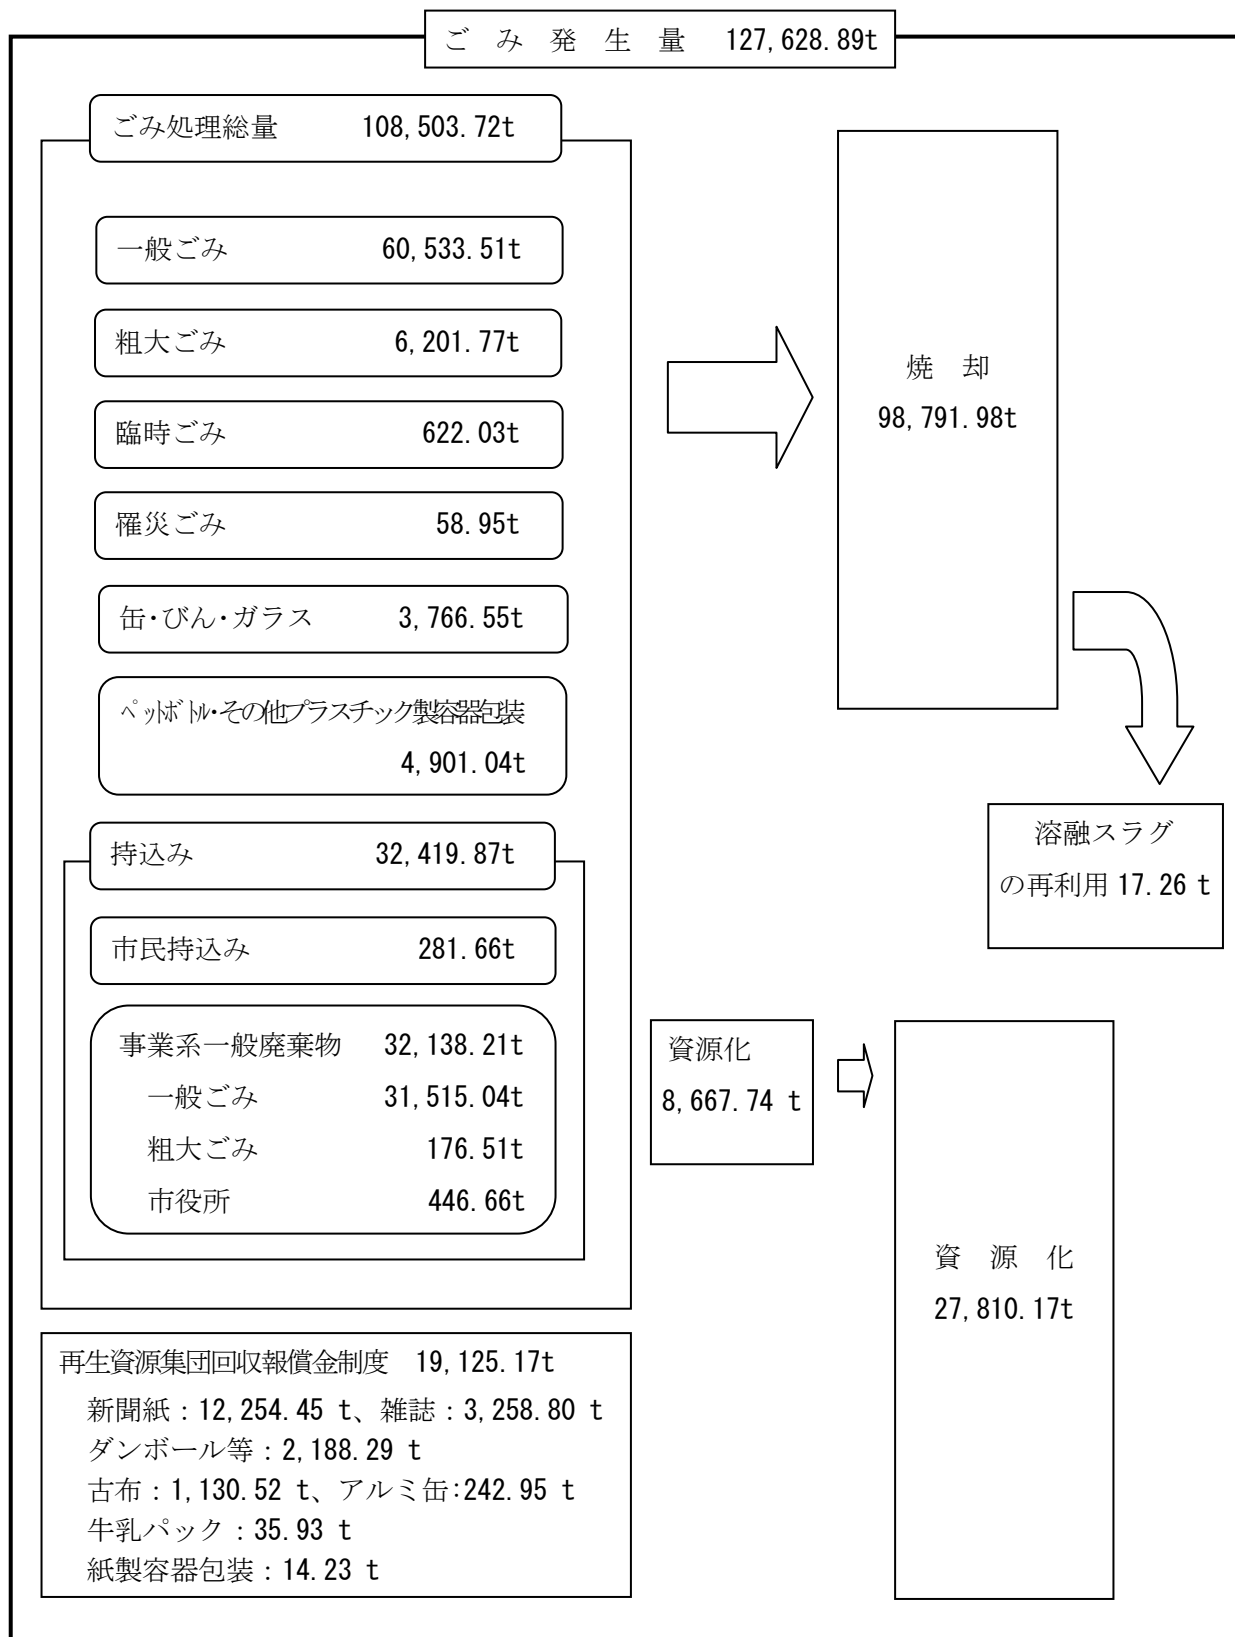 ごみ発生量 127,628.89t
ごみ処理総量 108,503.72t
一般ごみ 60,533.51t
粗大ごみ 6,201.77t
臨時ごみ 622.03t
罹災ごみ 58.95t
缶･びん･ガラス 3,766.55t
ペットボトル･その他プラスチック製容器包装
4,901.04t
持込み 32,419.87t
市民持込み 281.66t
事業系一般廃棄物 32,138.21t
一般ごみ 31,515.04t
粗大ごみ 176.51t
市役所 446.66t
再生資源集団回収報償金制度 19,125.17t
新聞紙：12,254.45 t、雑誌：3,258.80 t
ダンボール等：2,188.29 t
古布：1,130.52 t、アルミ缶:242.95 t
牛乳パック：35.93 t
紙製容器包装：14.23 t
焼 却
98,791.98t
溶融スラグ
の再利用 17.26 t
資源化
8,667.74 t
資 源 化
27,810.17t